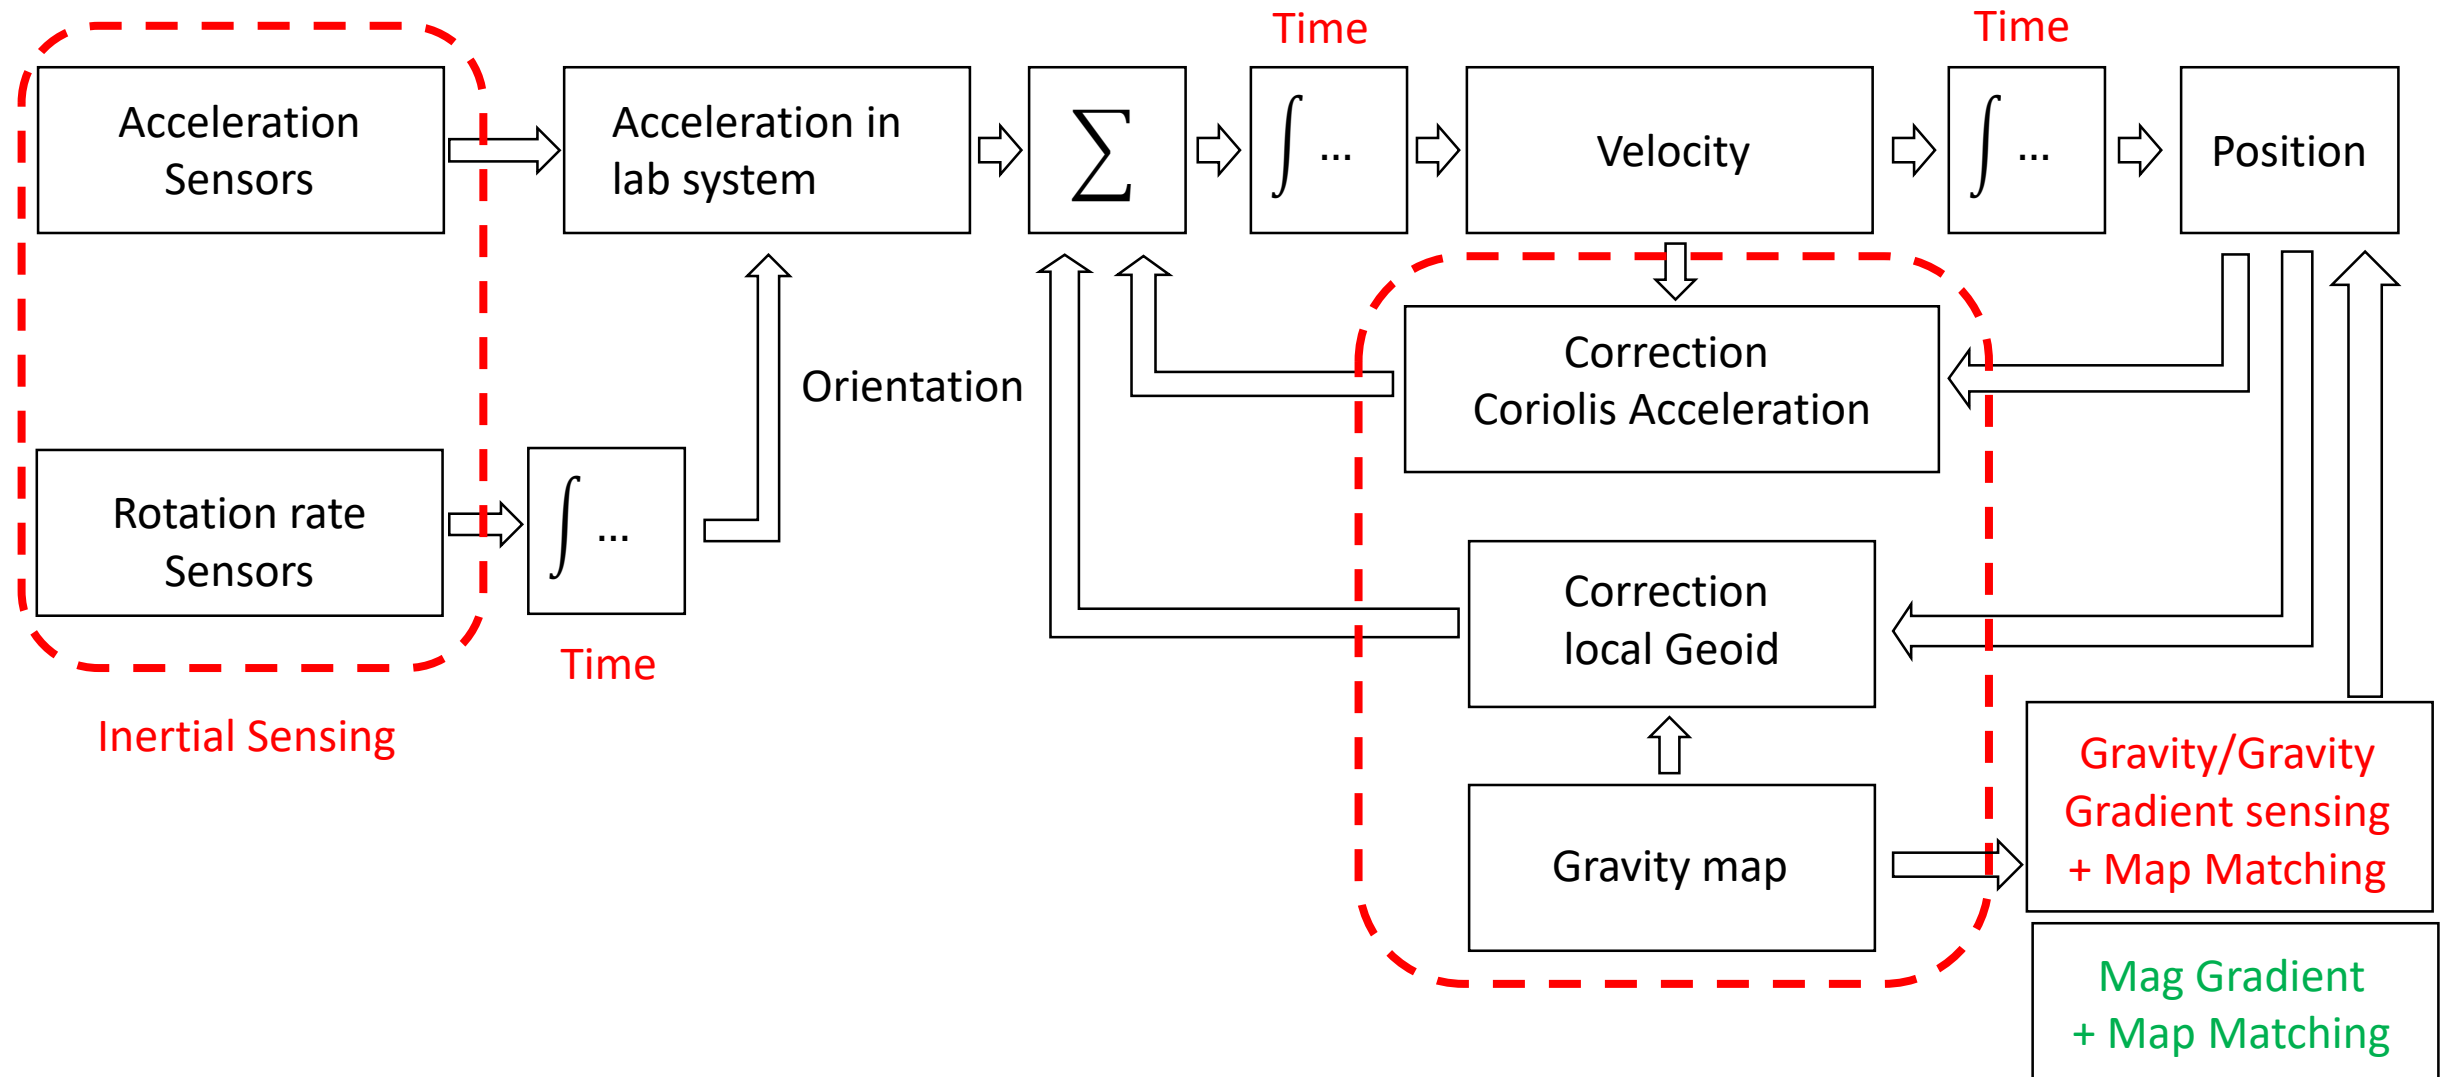 Time
Time
Acceleration
Sensors
Acceleration in
lab system
∑
∫ ...
Velocity
∫ ...
Position
Orientation
Correction
Coriolis Acceleration
Rotation rate
Sensors
∫ ...
Time
Correction
local Geoid
Inertial Sensing
Gravity map
Gravity/Gravity
Gradient sensing
+ Map Matching
Mag Gradient
+ Map Matching